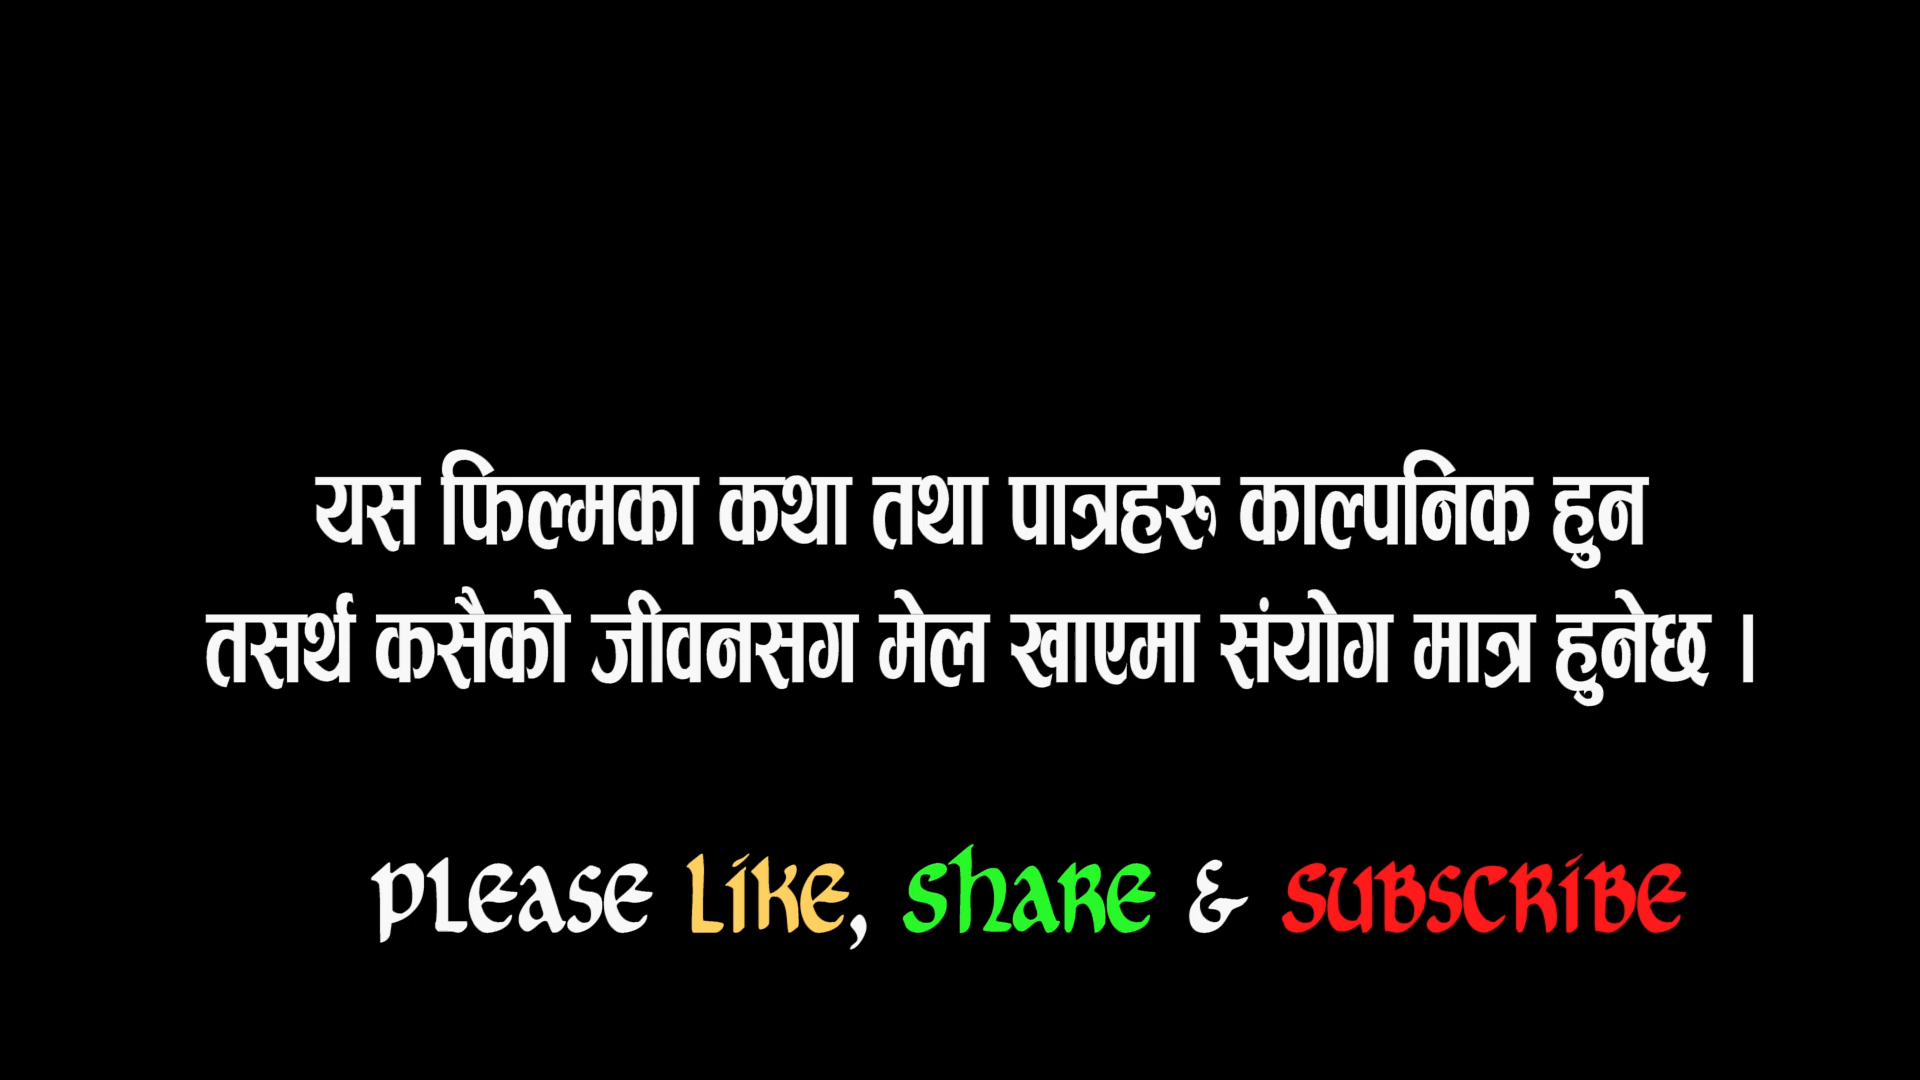 यस फिल्मका कथा तथा पात्रहरु काल्पनिक हुन
तसर्थ कसैको जीवनसग मेल खाएमा संयोग मात्र हुनेछ ।
PLEASE LIKE, SHARE & SUBSCRIBE